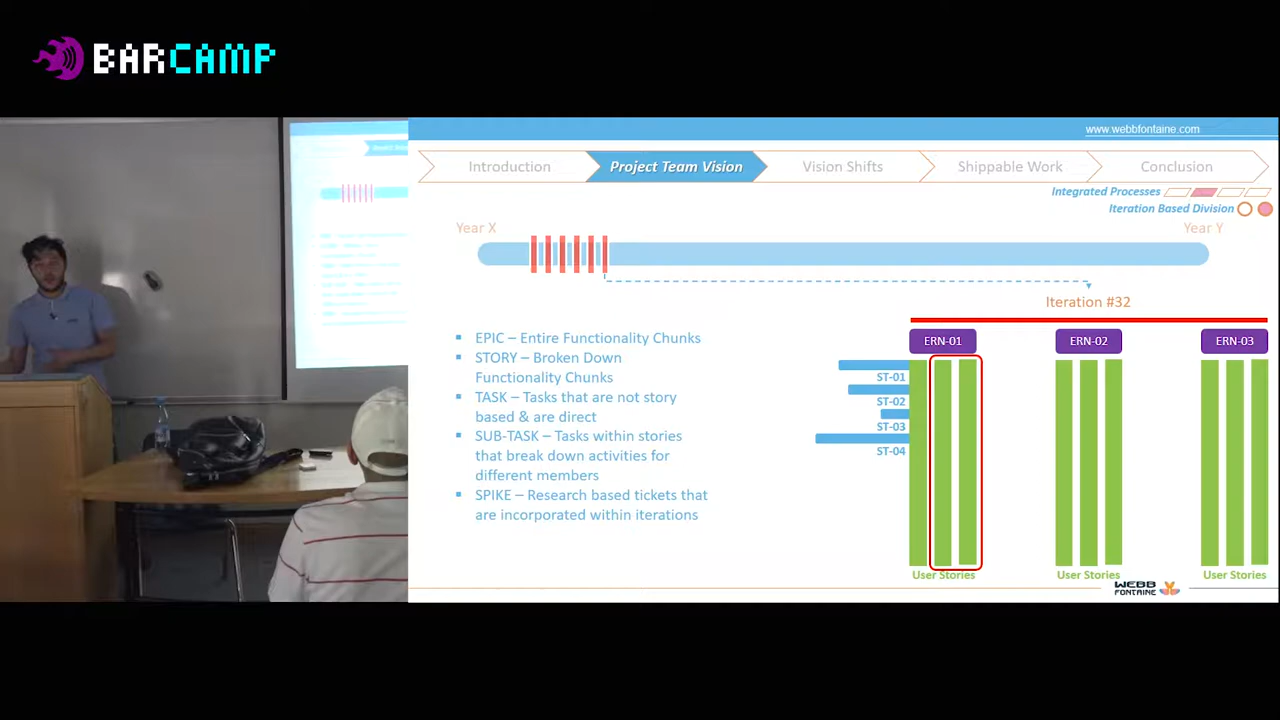 BARCAMP
www.webbfontaine.com
Introduction
Project Team Vision
Vision Shifts
Shippable Work
Conclusion
Integrated Processes
Iteration Based Division
Year X
Year Y
Iteration #32
▪ EPIC – Entire Functionality Chunks
▪ STORY – Broken Down
Functionality Chunks
▪ TASK – Tasks that are not story
based & are direct
▪ SUB-TASK – Tasks within stories
that break down activities for
different members
▪ SPIKE – Research based tickets that
are incorporated within iterations
ERN-01
ERN-02
ERN-03
ST-01
ST-02
ST-03
ST-04
User Stories
User Stories
User Stories
WEBB
FONTAINE